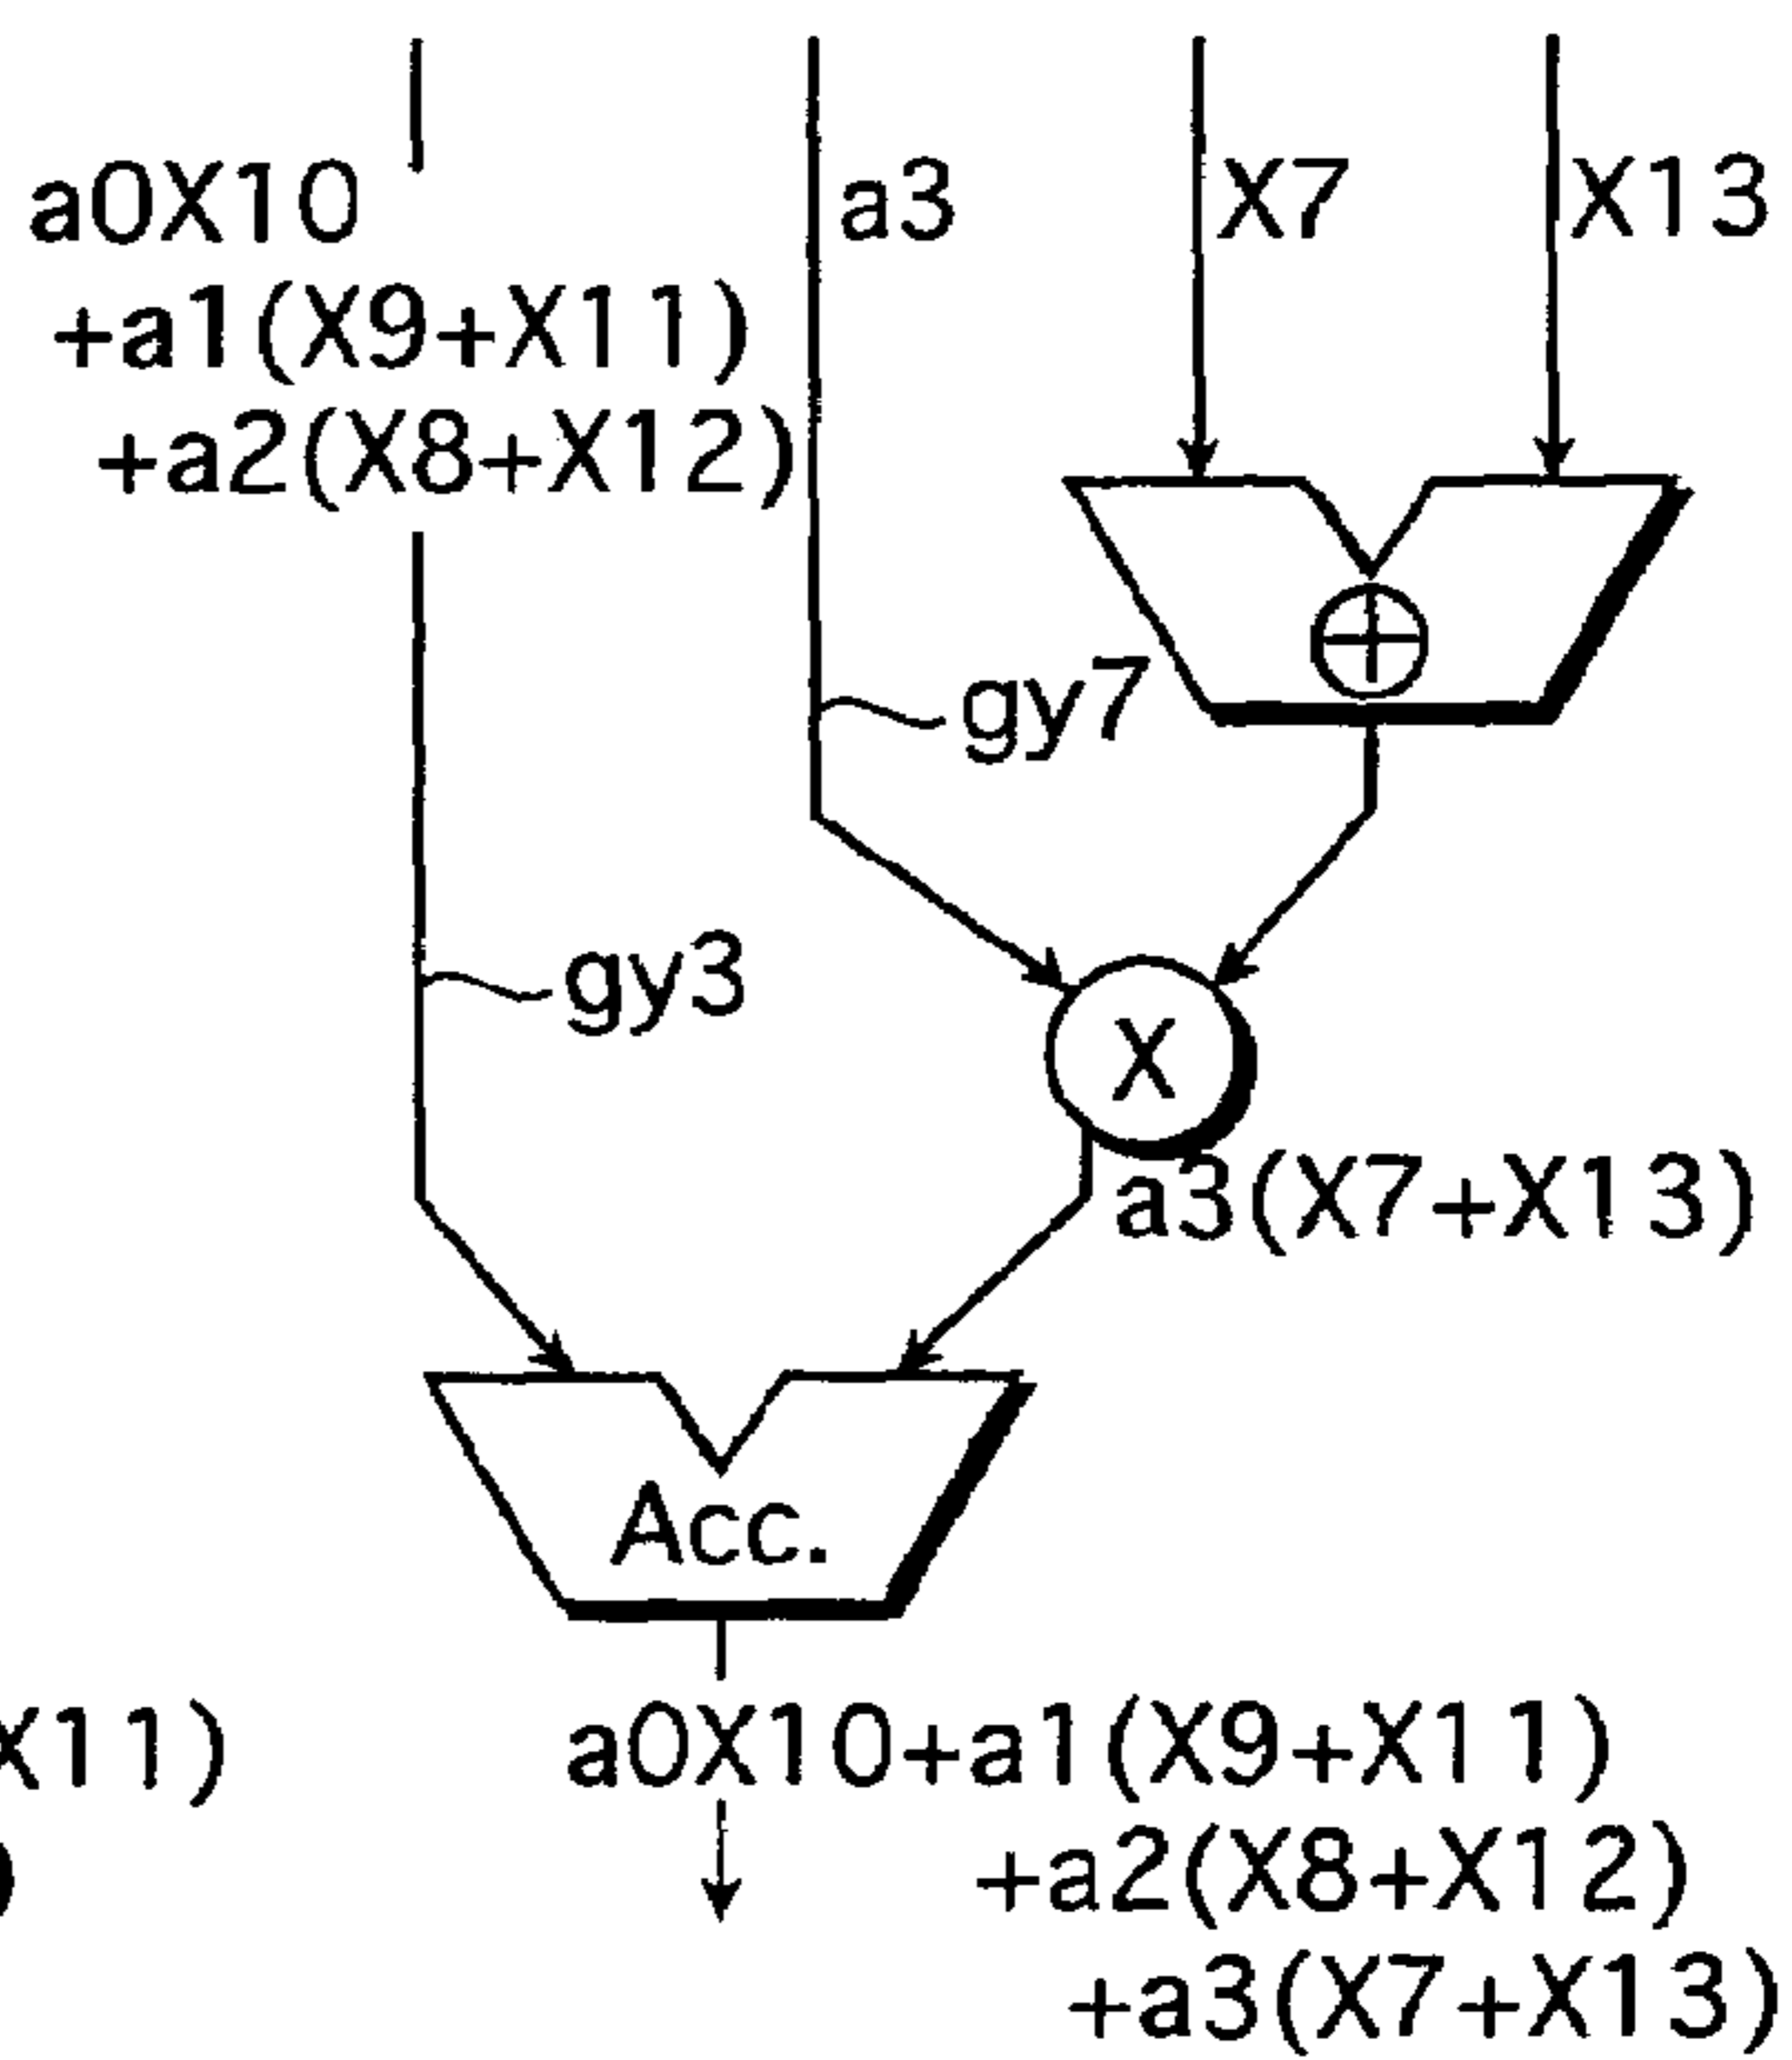 a0X10
+a1(X9+X11)
+a2(X8+X12)
a3
X7
X13
gy7
gy3
X
a3(X7+X13)
Acc.
X11)
)
a0X10+a1(X9+X11)
+a2(X8+X12)
+a3(X7+X13)